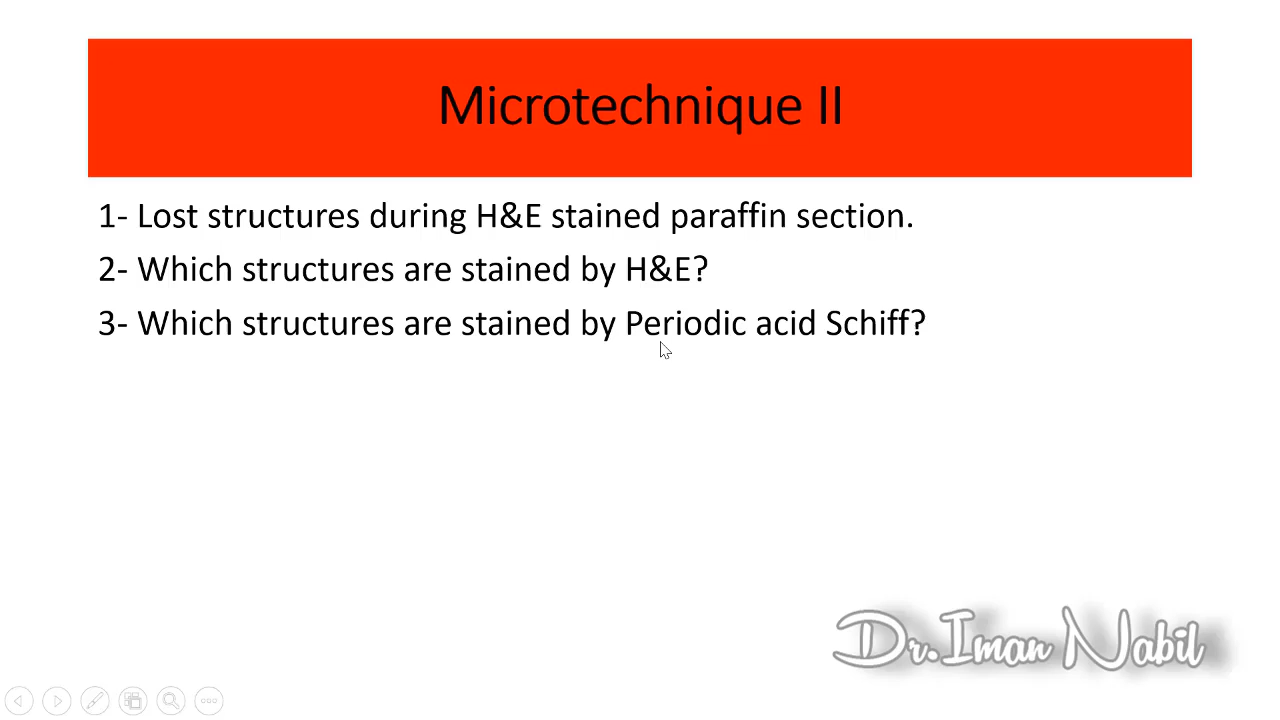 Microtechnique II
1- Lost structures during H&E stained paraffin section.
2- Which structures are stained by H&E?
3- Which structures are stained by Periodic acid Schiff?
Dr.Iman Nabil